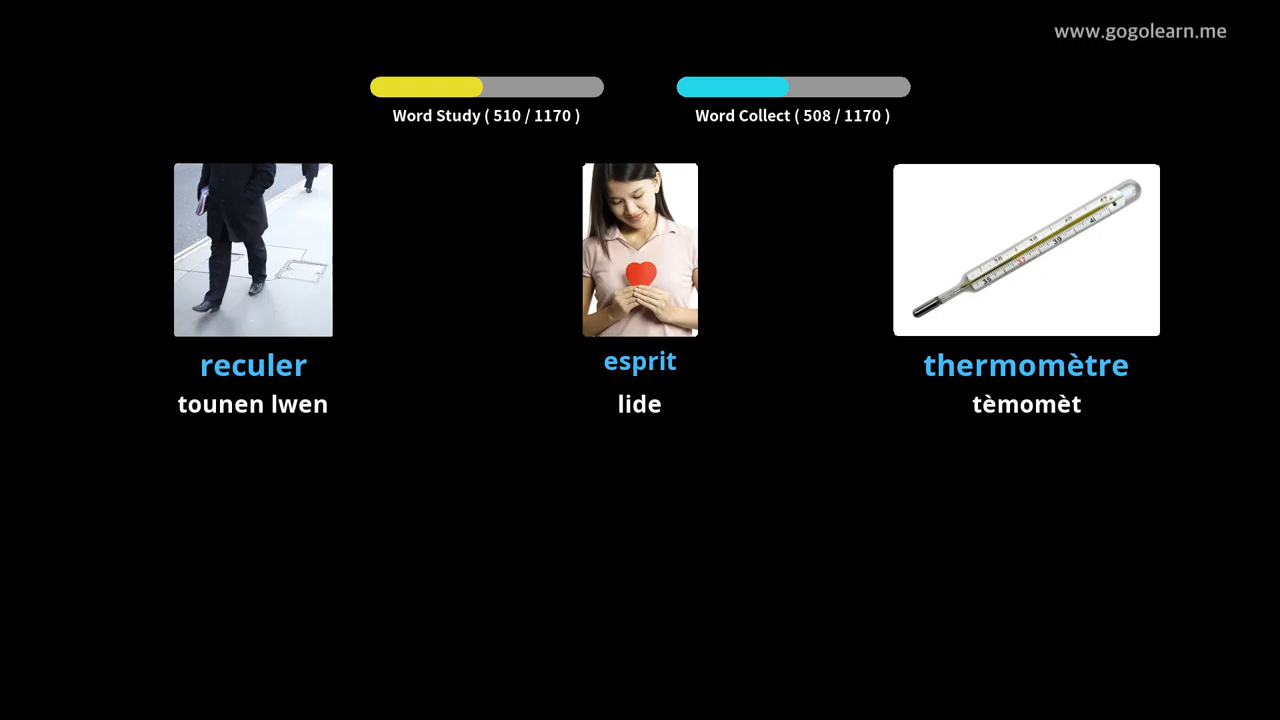 www.gogolearn.me
Word Study ( 510 / 1170 )
Word Collect ( 508 / 1170 )
reculer
esprit
thermomètre
tounen lwen
lide
tèmomèt